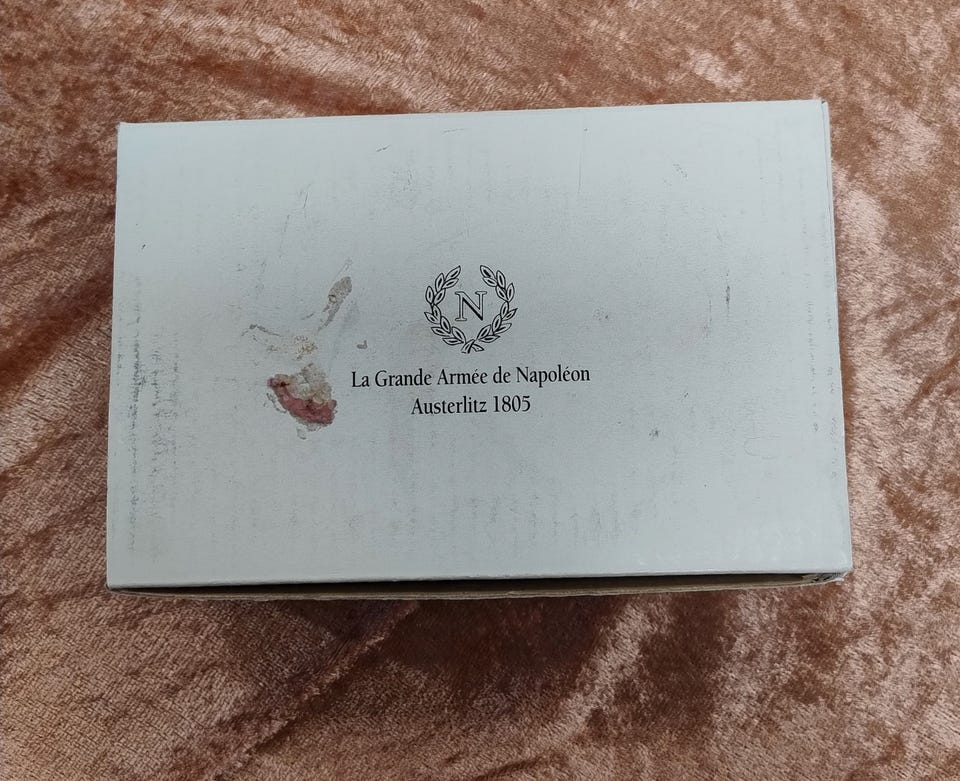 N
La Grande Armée de Napoléon
Austerlitz 1805